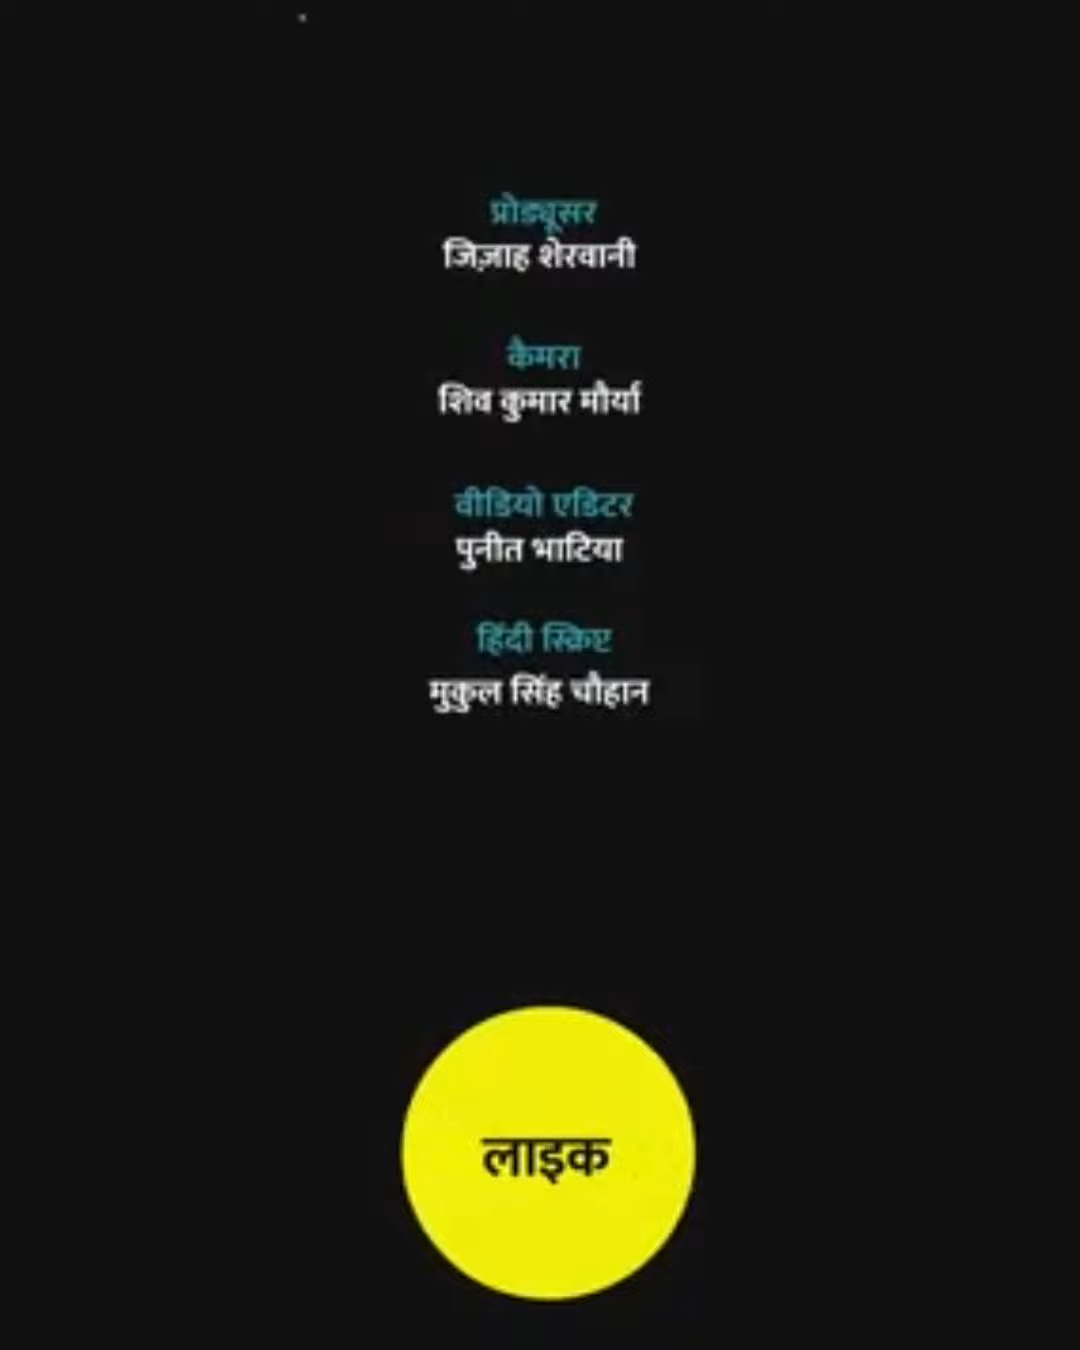 प्रोड्यूसर
जिज़ाह शेरवानी
कैमरा
शिव कुमार मौर्या
वीडियो एडिटर
पुनीत भाटिया
हिंदी स्क्रिप्ट
मुकुल सिंह चौहान
लाइक